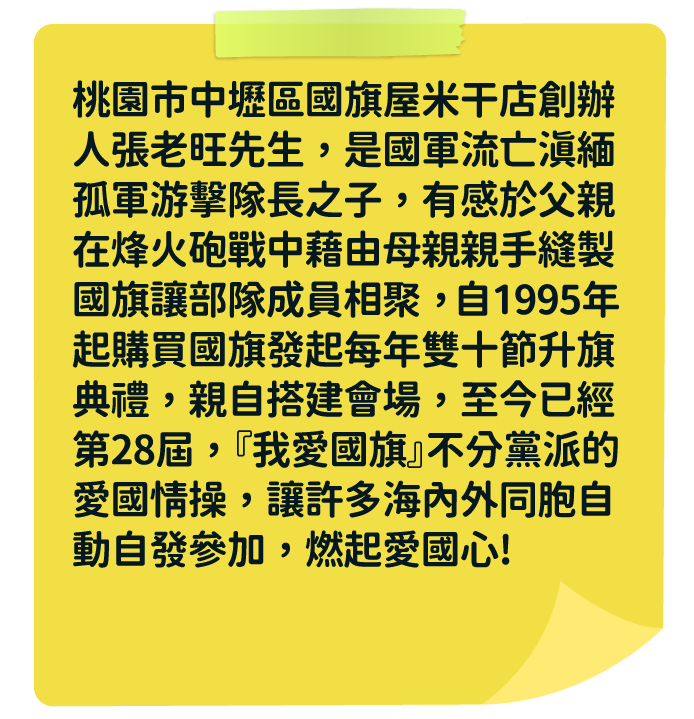 桃園市中壢區國旗屋米干店創辦
人張老旺先生，是國軍流亡滇緬
孤軍游擊隊長之子，有感於父親
在烽火砲戰中藉由母親親手縫製
國旗讓部隊成員相聚，自1995年
起購買國旗發起每年雙十節升旗
典禮，親自搭建會場，至今已經
第28屆，『我愛國旗』不分黨派的
愛國情操，讓許多海內外同胞自
動自發參加，燃起愛國心!